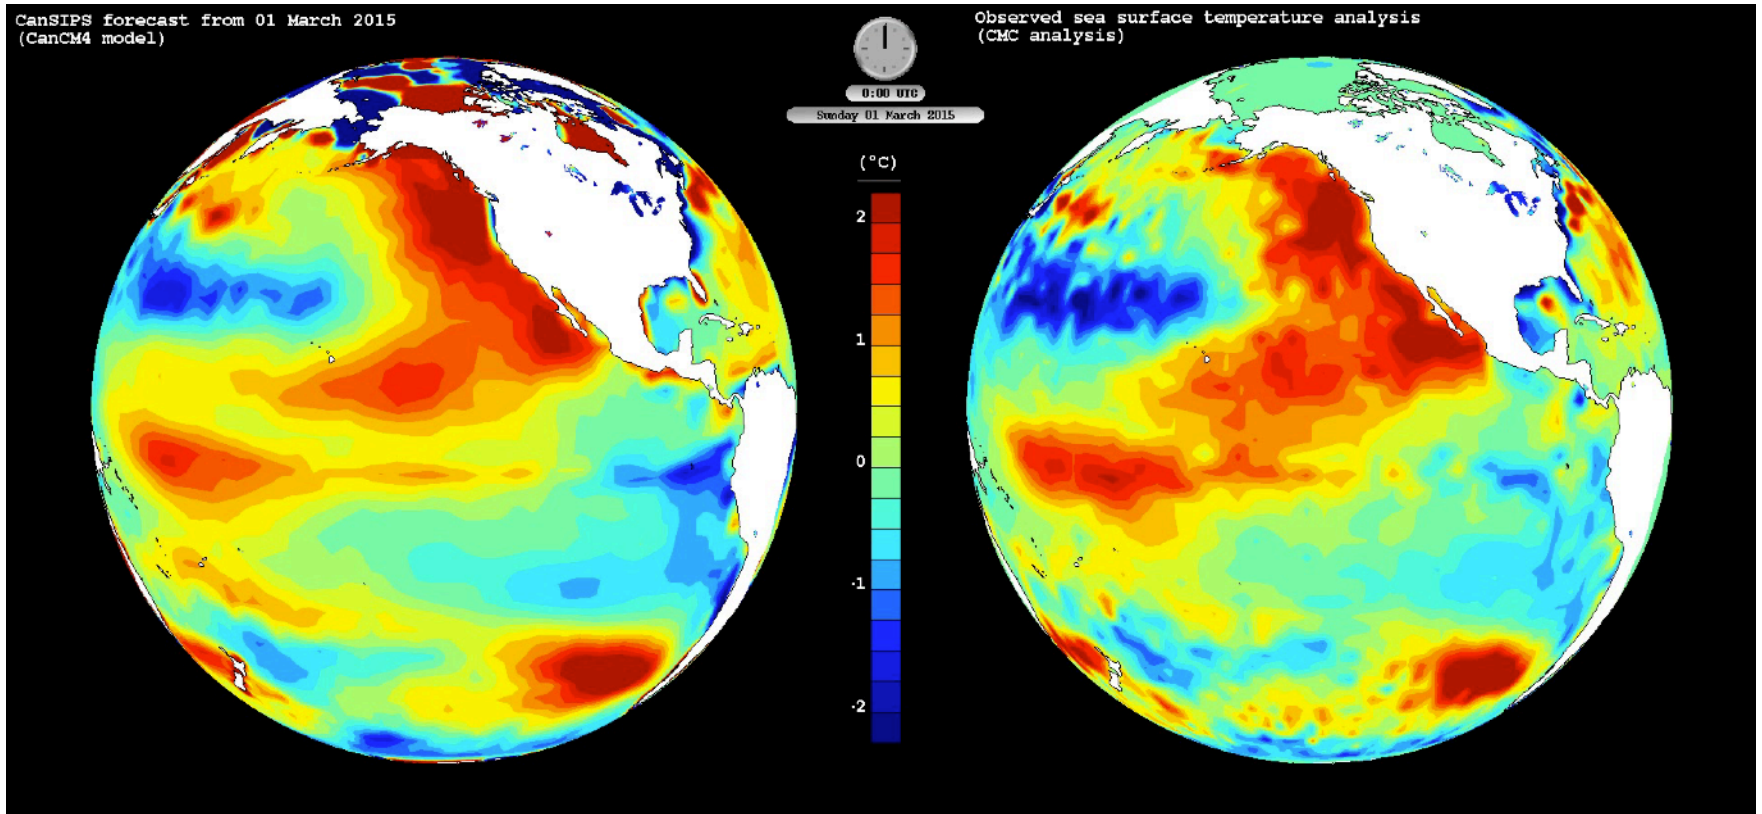 CanSIPS forecast from 01 March 2015
(CanCM4 model)
Observed sea surface temperature analysis
(CMC analysis)
0:00 UTC
Sunday 01 March 2015
(°C)
2
1
0
-1
-2